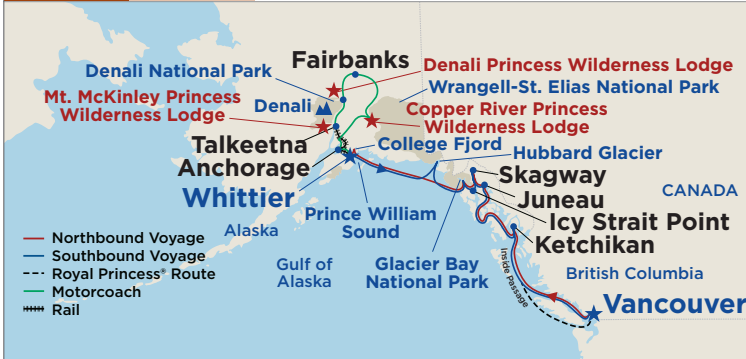 Fairbanks
Denali Princess Wilderness Lodge
Denali National Park
Wrangell-St. Elias National Park
Mt. McKinley Princess
Wilderness Lodge
Denali
Copper River Princess
Wilderness Lodge
Talkeetna
Anchorage
College Fjord
Hubbard Glacier
Whittier
Skagway
Juneau
CANADA
Prince William
Sound
Icy Strait Point
Ketchikan
Alaska
Gulf of
Alaska
Glacier Bay
National Park
Inside Passage
British Columbia
Vancouver
Northbound Voyage
Southbound Voyage
Royal Princess® Route
Motorcoach
Rail